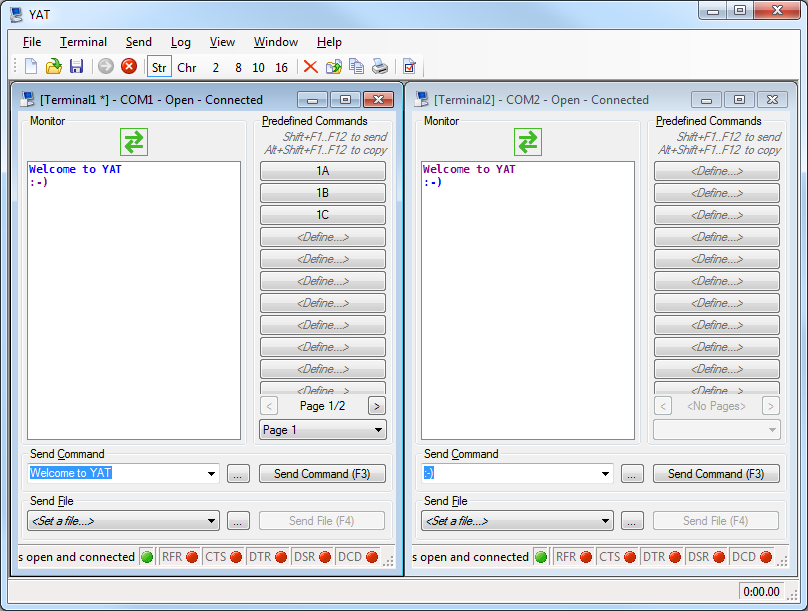 YAT
File Terminal Send Log View Window Help
Str Chr 2 8 10 16
[Terminal1 *] - COM1 - Open - Connected
Monitor
Welcome to YAT
:-)
Predefined Commands
Shift+F1..F12 to send
Alt+Shift+F1..F12 to copy
1A
1B
1C
<Define...>
<Define...>
<Define...>
<Define...>
<Define...>
<Define...>
<Define...>
<Define...>
< Page 1/2 >
Page 1
Send Command
Welcome to YAT ... Send Command (F3)
Send File
<Set a file...> ... Send File (F4)
s open and connected RFR CTS DTR DSR DCD
[Terminal2] - COM2 - Open - Connected
Monitor
Welcome to YAT
:-)
Predefined Commands
Shift+F1..F12 to send
Alt+Shift+F1..F12 to copy
<Define...>
<Define...>
<Define...>
<Define...>
<Define...>
<Define...>
<Define...>
<Define...>
<Define...>
<Define...>
<Define...>
< <No Pages> >
Send Command
:-) ... Send Command (F3)
Send File
<Set a file...> ... Send File (F4)
s open and connected RFR CTS DTR DSR DCD
0:00.00